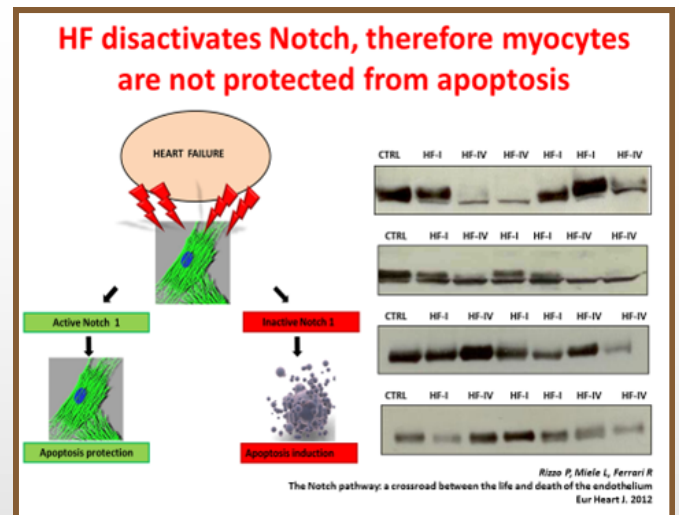 HF disactivates Notch, therefore myocytes
are not protected from apoptosis
HEART FAILURE
Active Notch 1
Inactive Notch 1
Apoptosis protection
Apoptosis induction
CTRL HF-I HF-IV HF-IV HF-I HF-I HF-IV
CTRL HF-I HF-IV HF-I HF-I HF-IV HF-IV
CTRL HF-I HF-IV HF-I HF-I HF-IV HF-IV
CTRL HF-I HF-IV HF-I HF-I HF-IV HF-IV
Rizzo P, Miele L, Ferrari R
The Notch pathway: a crossroad between the life and death of the endothelium
Eur Heart J. 2012